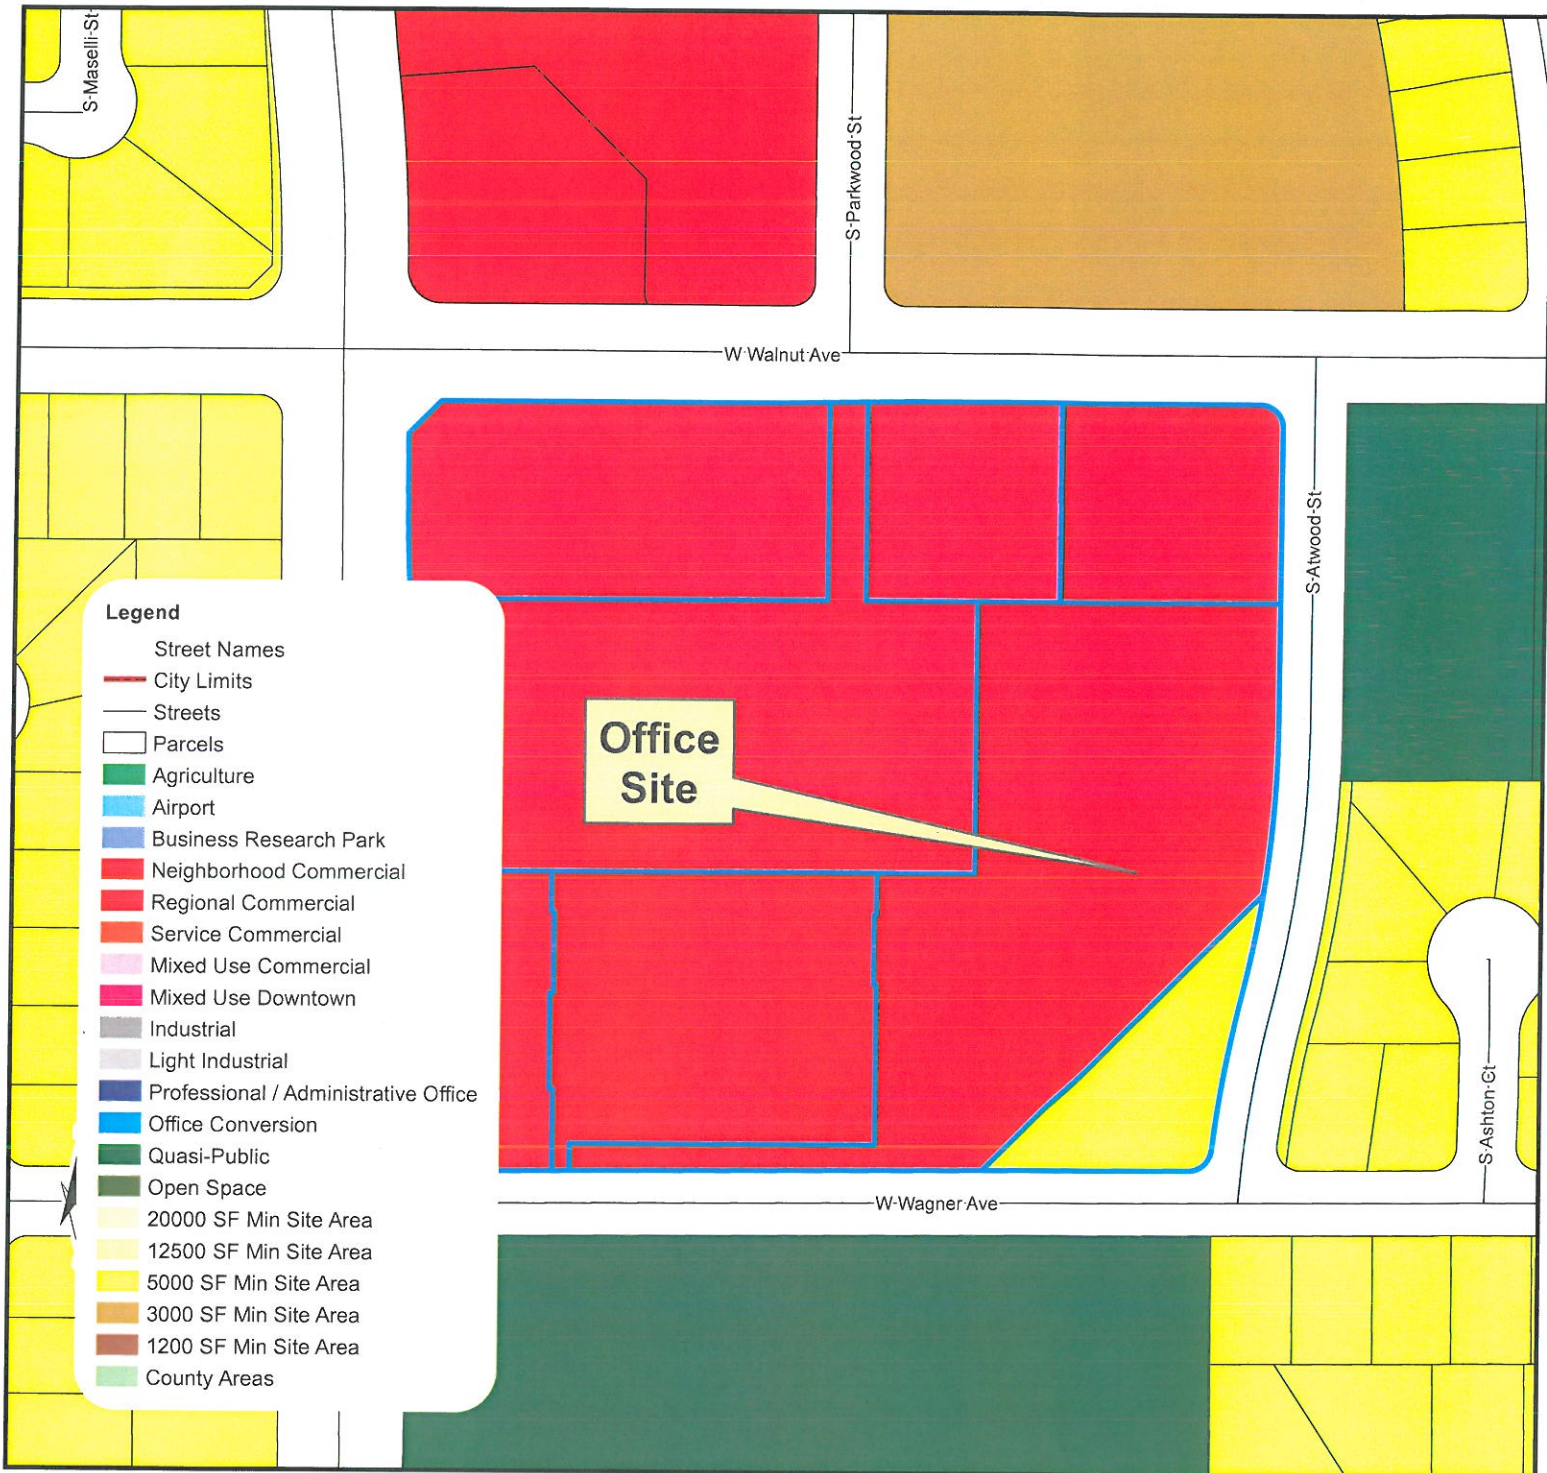 S Maselli St
S Parkwood St
W Walnut Ave
S Atwood St
Legend
Street Names
City Limits
Streets
Parcels
Agriculture
Airport
Business Research Park
Neighborhood Commercial
Regional Commercial
Service Commercial
Mixed Use Commercial
Mixed Use Downtown
Industrial
Light Industrial
Professional / Administrative Office
Office Conversion
Quasi-Public
Open Space
20000 SF Min Site Area
12500 SF Min Site Area
5000 SF Min Site Area
3000 SF Min Site Area
1200 SF Min Site Area
County Areas
Office
Site
S Ashton Ct
W Wagner Ave